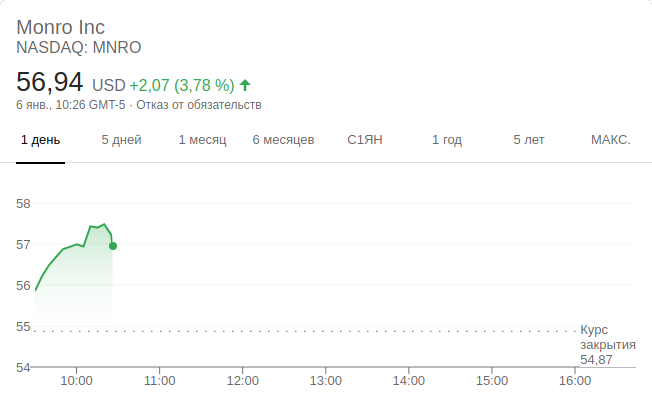 Monro Inc
NASDAQ: MNRO
56,94 USD +2,07 (3,78 %)
6 янв., 10:26 GMT-5 · Отказ от обязательств
1 день 5 дней 1 месяц 6 месяцев С1ЯН 1 год 5 лет МАКС.
58
57
56
55
54
Курс
закрытия
54,87
10:00 11:00 12:00 13:00 14:00 15:00 16:00